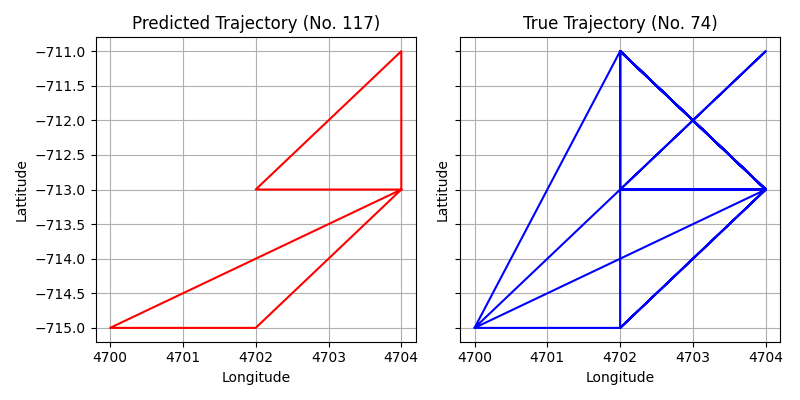 Predicted Trajectory (No. 117)
True Trajectory (No. 74)
Lattitude
−711.0
−711.5
−712.0
−712.5
−713.0
−713.5
−714.0
−714.5
−715.0
4700 4701 4702 4703 4704
Longitude
Lattitude
4700 4701 4702 4703 4704
Longitude